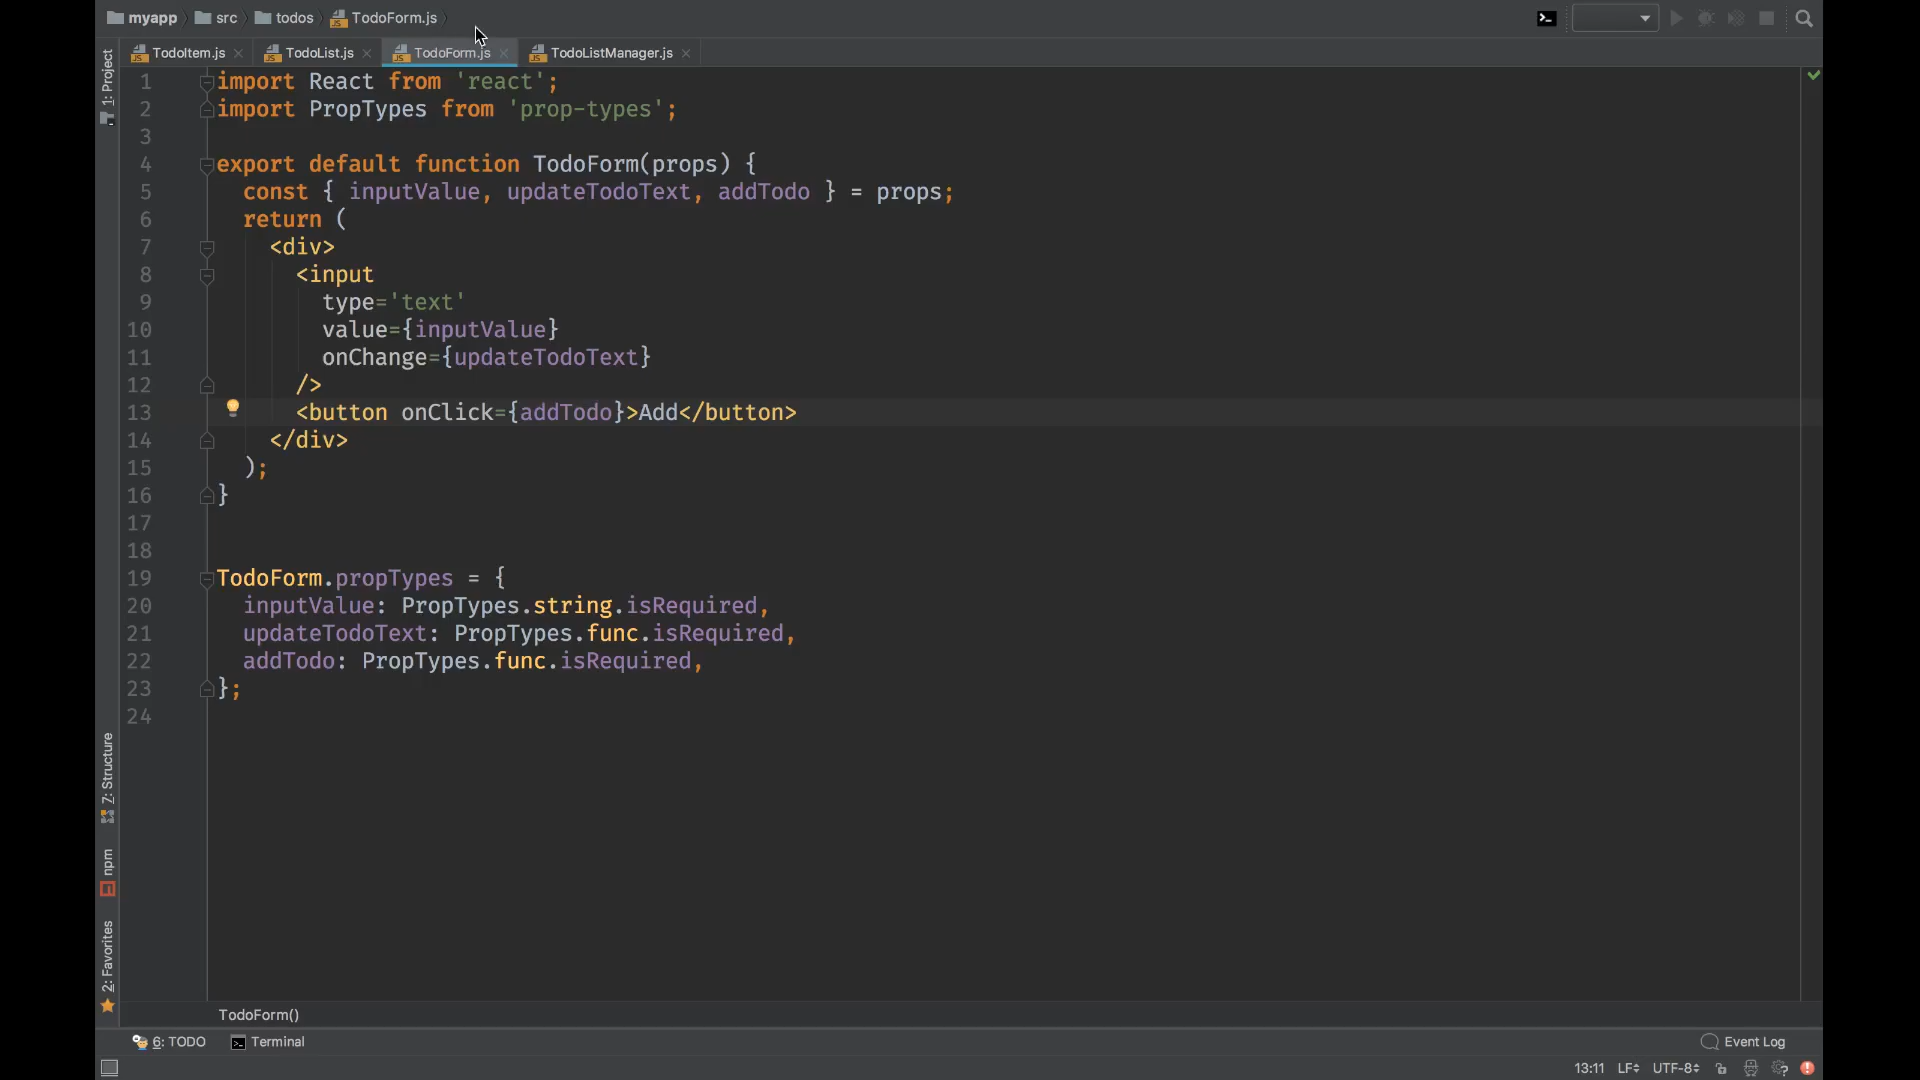 myapp src todos TodoForm.js
TodoItem.js TodoList.js TodoForm.js TodoListManager.js
1: Project
1 import React from 'react';
2 import PropTypes from 'prop-types';
3
4 export default function TodoForm(props) {
5 const { inputValue, updateTodoText, addTodo } = props;
6 return (
7 <div>
8 <input
9 type='text'
10 value={inputValue}
11 onChange={updateTodoText}
12 />
13 <button onClick={addTodo}>Add</button>
14 </div>
15 );
16 }
17
18
19 TodoForm.propTypes = {
20 inputValue: PropTypes.string.isRequired,
21 updateTodoText: PropTypes.func.isRequired,
22 addTodo: PropTypes.func.isRequired,
23 };
24
Z: Structure
npm
2: Favorites
TodoForm()
6: TODO Terminal Event Log
13:11 LF UTF-8